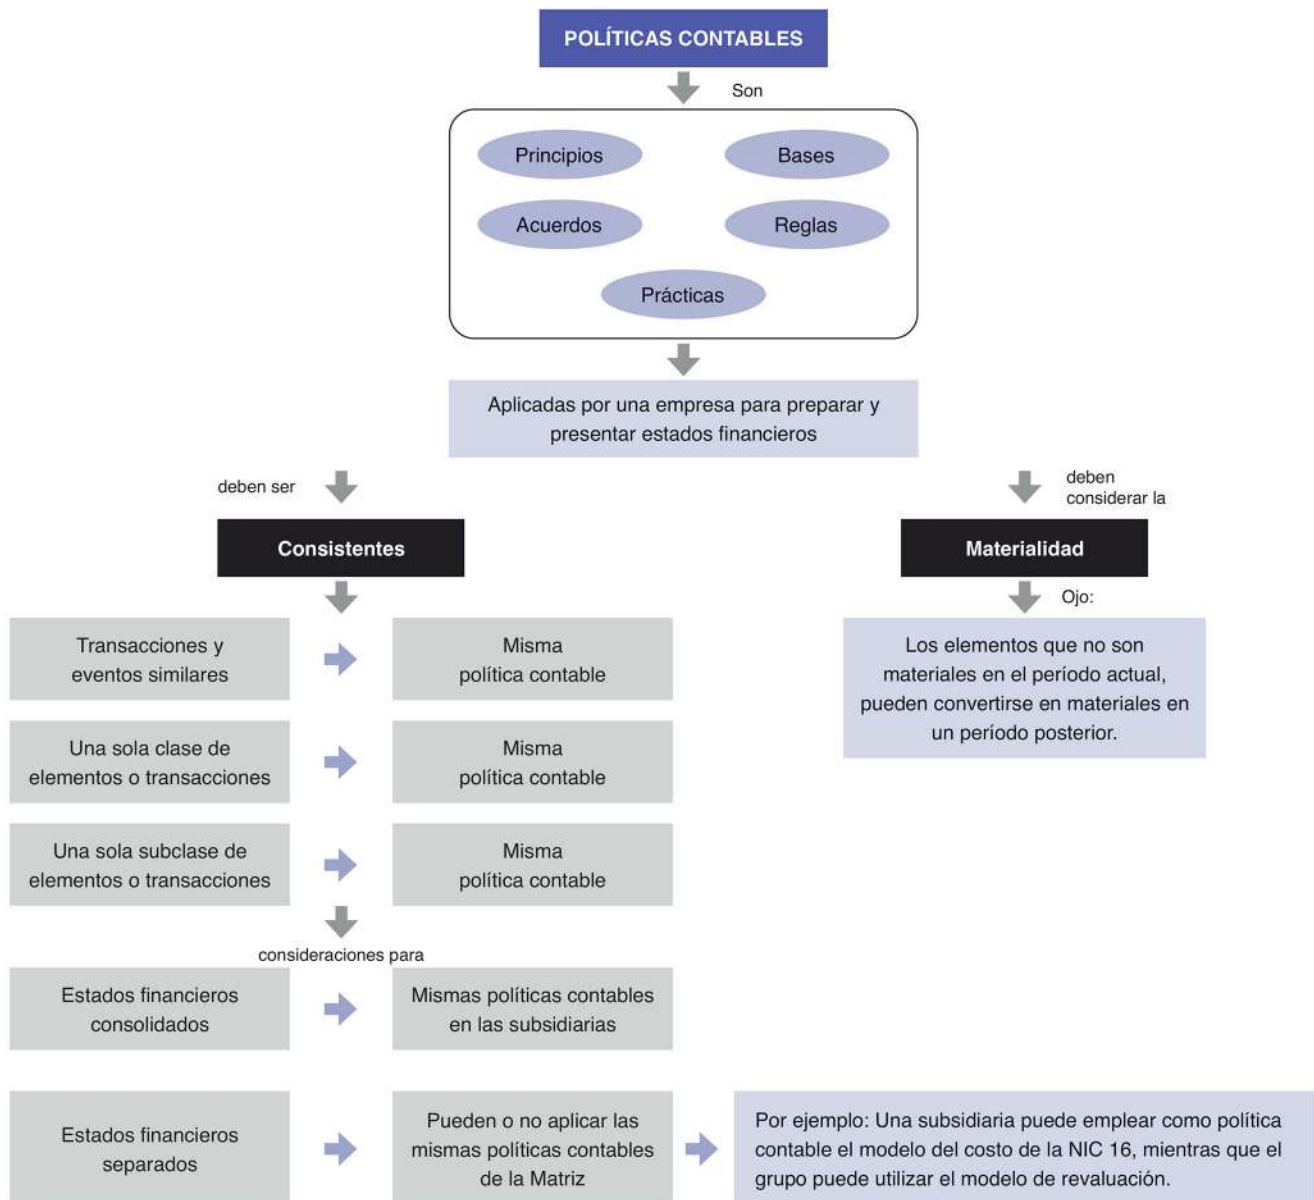 POLÍTICAS CONTABLES
Son
Principios
Bases
Acuerdos
Reglas
Prácticas
Aplicadas por una empresa para preparar y
presentar estados financieros
deben ser
deben
considerar la
Consistentes
Materialidad
Ojo:
Transacciones y
eventos similares
Misma
política contable
Los elementos que no son
materiales en el período actual,
pueden convertirse en materiales en
un período posterior.
Una sola clase de
elementos o transacciones
Misma
política contable
Una sola subclase de
elementos o transacciones
Misma
política contable
consideraciones para
Estados financieros
consolidados
Mismas políticas contables
en las subsidiarias
Estados financieros
separados
Pueden o no aplicar las
mismas políticas contables
de la Matriz
Por ejemplo: Una subsidiaria puede emplear como política
contable el modelo del costo de la NIC 16, mientras que el
grupo puede utilizar el modelo de revaluación.